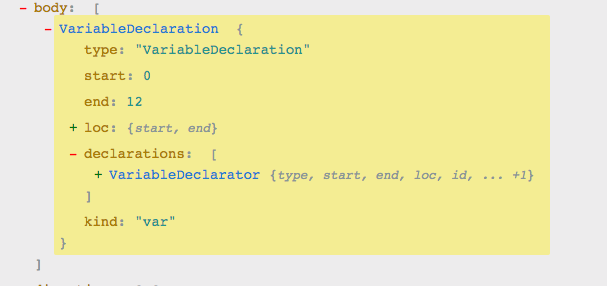 - body: [
- VariableDeclaration {
type: "VariableDeclaration"
start: 0
end: 12
+ loc: {start, end}
- declarations: [
+ VariableDeclarator {type, start, end, loc, id, ... +1}
]
kind: "var"
}
]